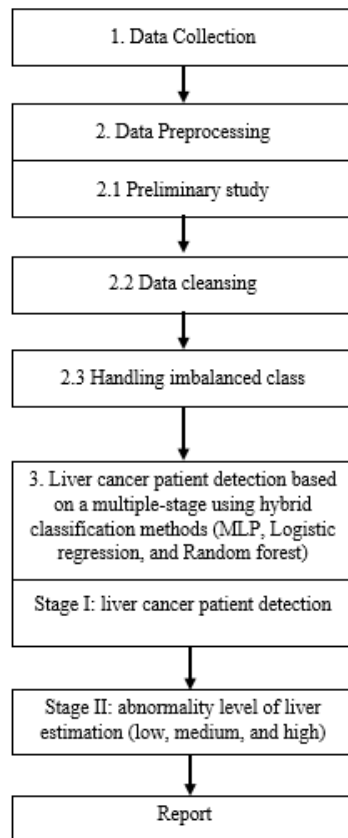 1. Data Collection
2. Data Preprocessing
2.1 Preliminary study
2.2 Data cleansing
2.3 Handling imbalanced class
3. Liver cancer patient detection based
on a multiple-stage using hybrid
classification methods (MLP, Logistic
regression, and Random forest)
Stage I: liver cancer patient detection
Stage II: abnormality level of liver
estimation (low, medium, and high)
Report